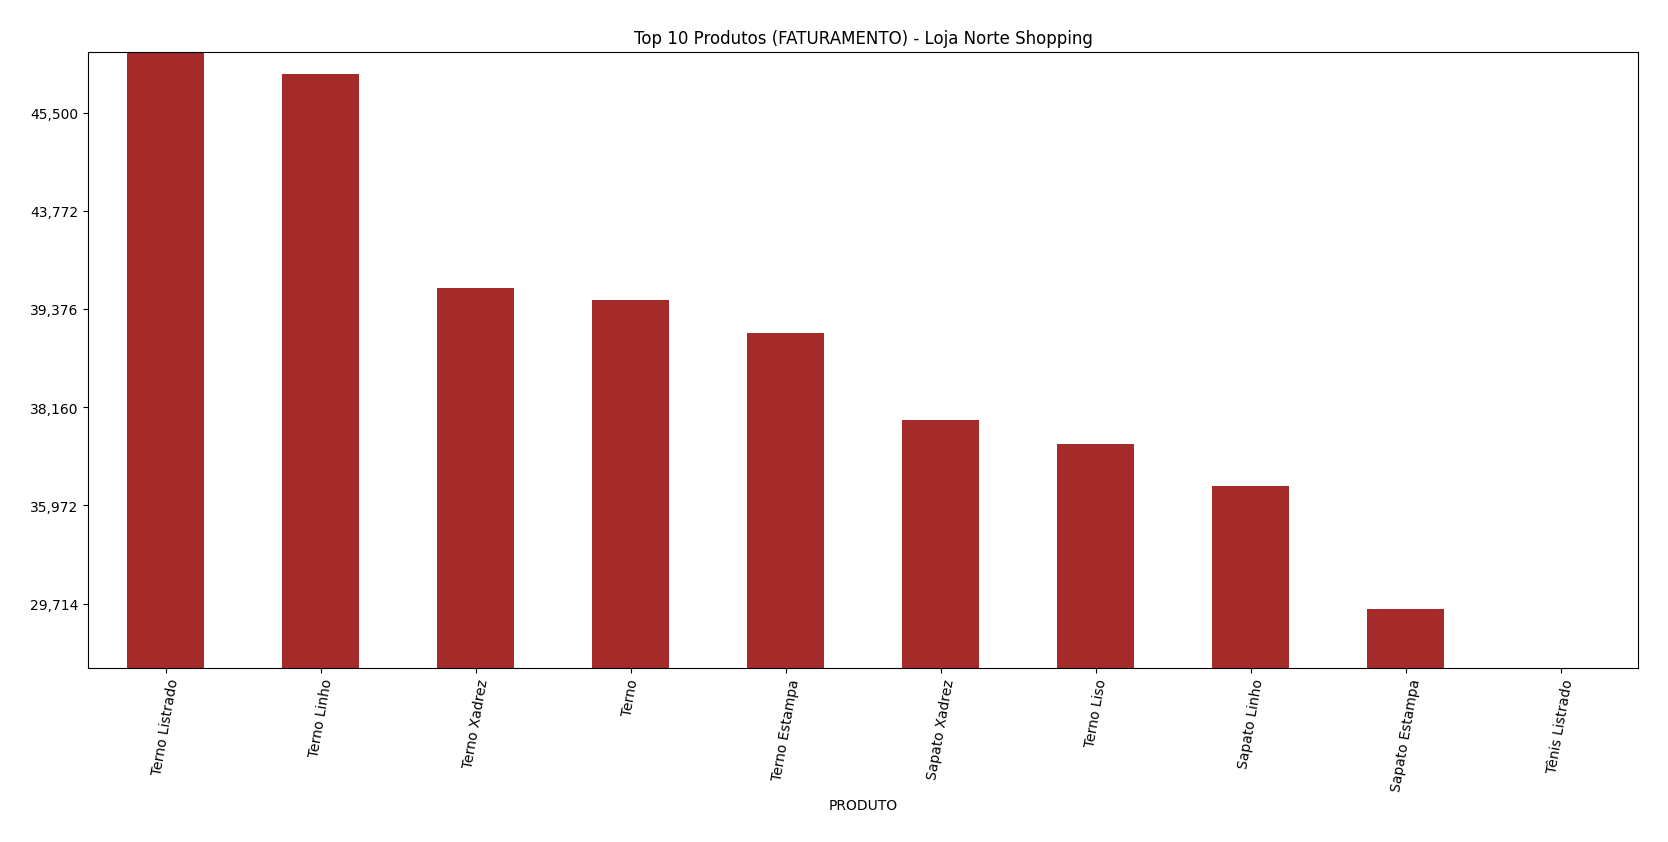 Top 10 Produtos (FATURAMENTO) - Loja Norte Shopping
45,500
43,772
39,376
38,160
35,972
29,714
Terno Listrado
Terno Linho
Terno Xadrez
Terno
Terno Estampa
Sapato Xadrez
Terno Liso
Sapato Linho
Sapato Estampa
Tênis Listrado
PRODUTO